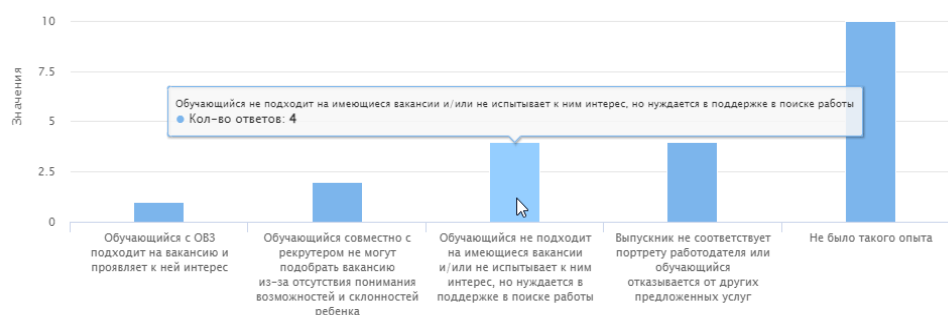 10
7.5
5
2.5
0
Значения
Обучающийся не подходит на имеющиеся вакансии и/или не испытывает к ним интерес, но нуждается в поддержке в поиске работы
Кол-во ответов: 4
Обучающийся с ОВЗ
подходит на вакансию и
проявляет к ней интерес
Обучающийся совместно с
рекрутером не могут
подобрать вакансию
из-за отсутствия понимания
возможностей и склонностей
ребенка
Обучающийся не подходит
на имеющиеся вакансии
и/или не испытывает к ним
интерес, но нуждается в
поддержке в поиске работы
Выпускник не соответствует
портрету работодателя или
обучающийся
отказывается от других
предложенных услуг
Не было такого опыта